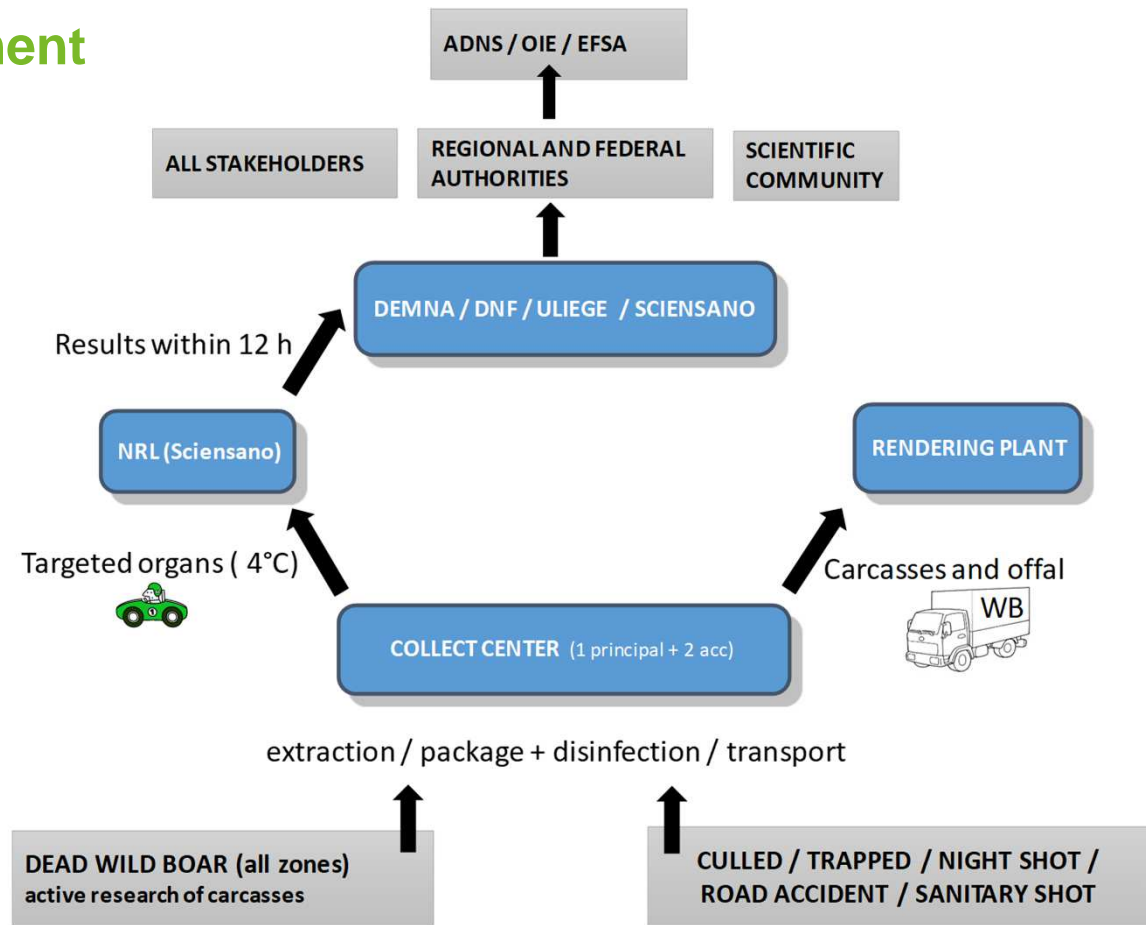 ment
ADNS / OIE / EFSA
ALL STAKEHOLDERS
REGIONAL AND FEDERAL
AUTHORITIES
SCIENTIFIC
COMMUNITY
DEMNA / DNF / ULIEGE / SCIENSANO
Results within 12 h
NRL (Sciensano)
RENDERING PLANT
Targeted organs ( 4°C)
1
Carcasses and offal
WB
COLLECT CENTER (1 principal + 2 acc)
extraction / package + disinfection / transport
DEAD WILD BOAR (all zones)
active research of carcasses
CULLED / TRAPPED / NIGHT SHOT /
ROAD ACCIDENT / SANITARY SHOT